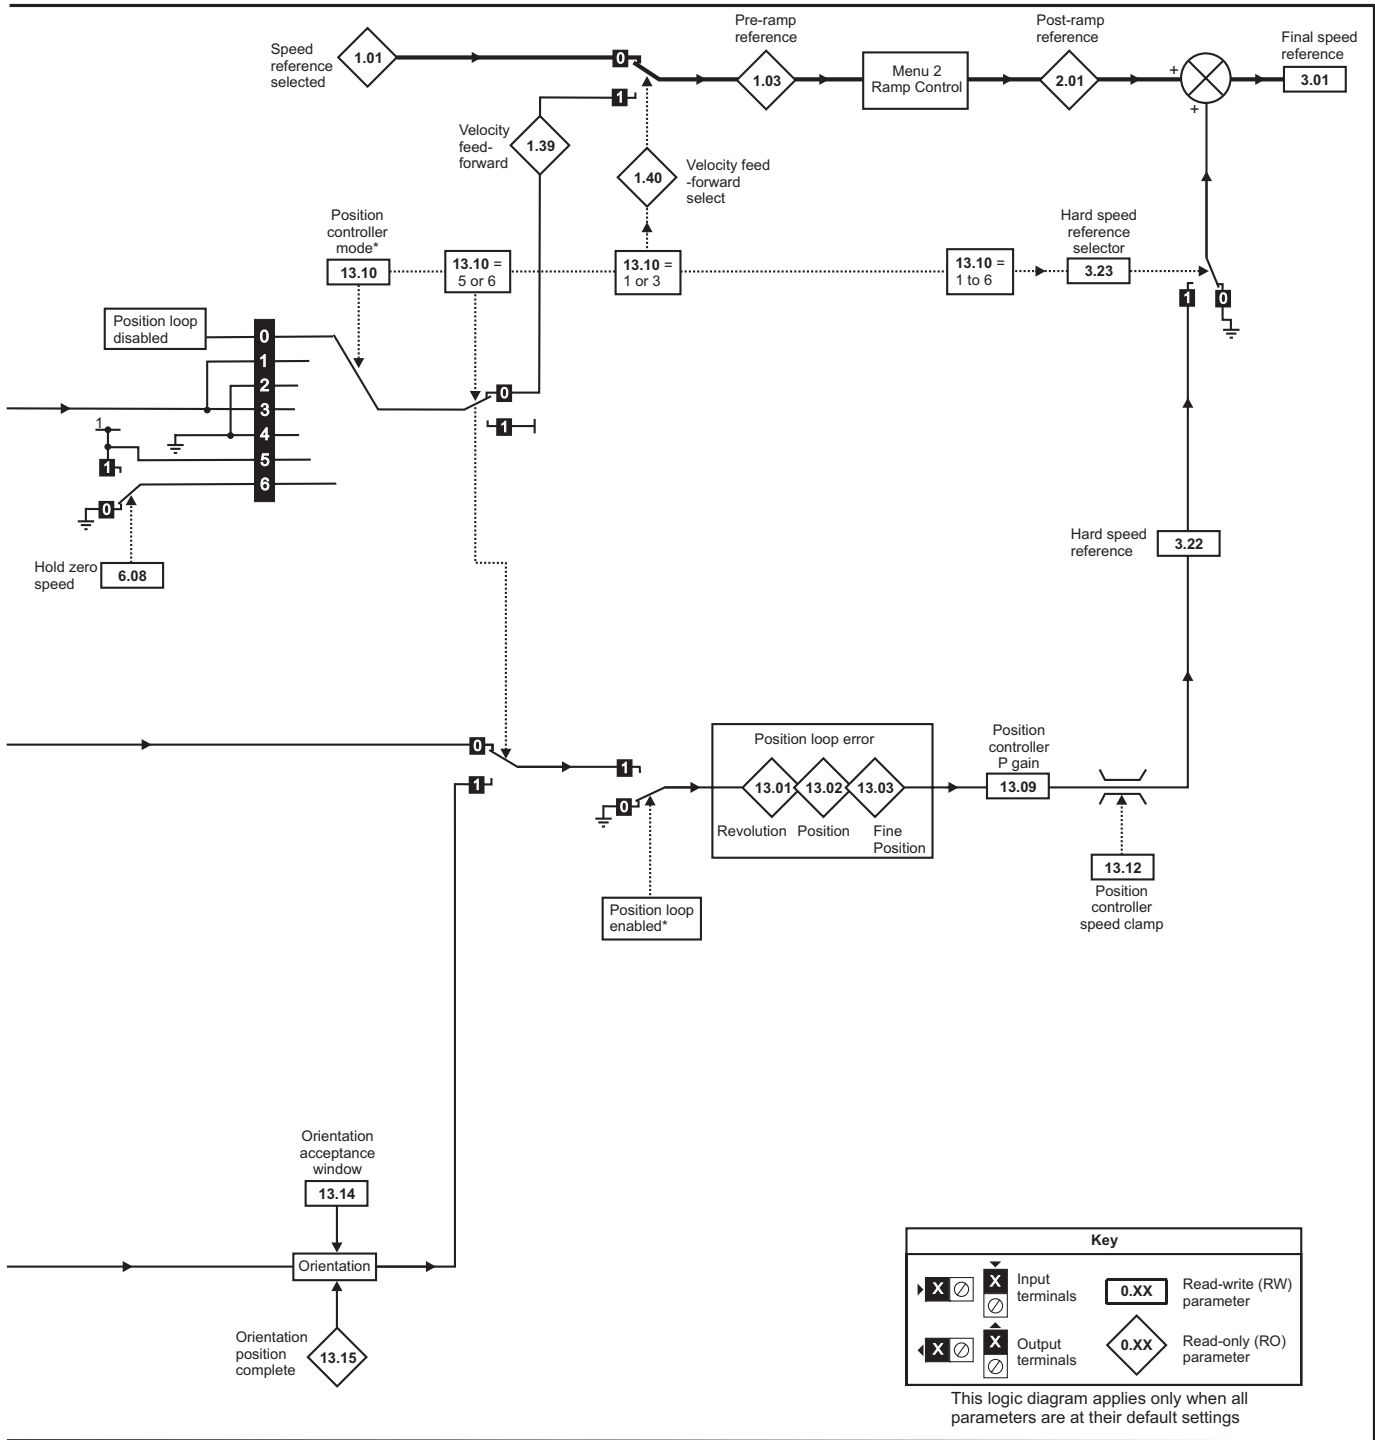 Pre-ramp
reference
Post-ramp
reference
Final speed
reference
Speed
reference
selected
1.01
0
1.03
Menu 2
Ramp Control
2.01
+
3.01
+
1
Velocity
feed-
forward
1.39
1.40
Velocity feed
-forward
select
Position
controller
mode*
13.10
13.10 =
5 or 6
13.10 =
1 or 3
13.10 =
1 to 6
Hard speed
reference
selector
3.23
1
0
Position loop
disabled
0
1
2
3
4
5
6
1
1
0
0
1
Hold zero
speed
6.08
Hard speed
reference
3.22
0
1
1
0
Position loop error
13.01
13.02
13.03
Revolution
Position
Fine
Position
Position
controller
P gain
13.09
13.12
Position
controller
speed clamp
Position loop
enabled*
Orientation
acceptance
window
13.14
Orientation
Orientation
position
complete
13.15
Key
X
X
Input
terminals
0.XX
Read-write (RW)
parameter
X
X
Output
terminals
0.XX
Read-only (RO)
parameter
This logic diagram applies only when all
parameters are at their default settings